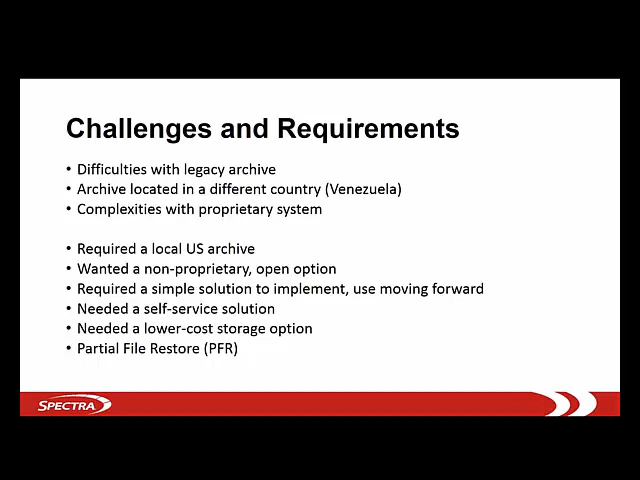 Challenges and Requirements
• Difficulties with legacy archive
• Archive located in a different country (Venezuela)
• Complexities with proprietary system
• Required a local US archive
• Wanted a non-proprietary, open option
• Required a simple solution to implement, use moving forward
• Needed a self-service solution
• Needed a lower-cost storage option
• Partial File Restore (PFR)
SPECTRA